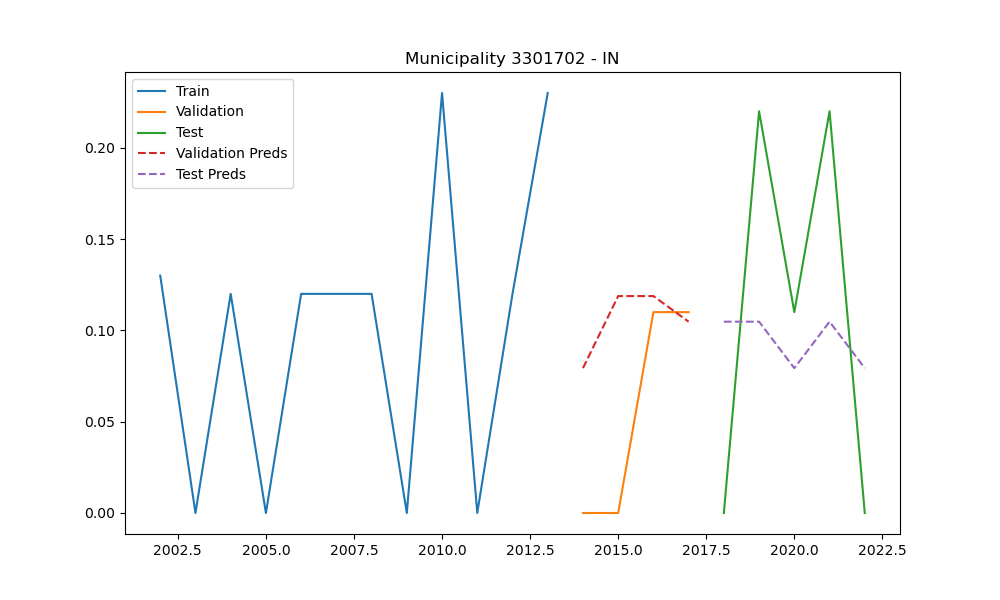 Municipality 3301702 - IN
Train
Validation
Test
Validation Preds
Test Preds
0.20
0.15
0.10
0.05
0.00
2002.5 2005.0 2007.5 2010.0 2012.5 2015.0 2017.5 2020.0 2022.5